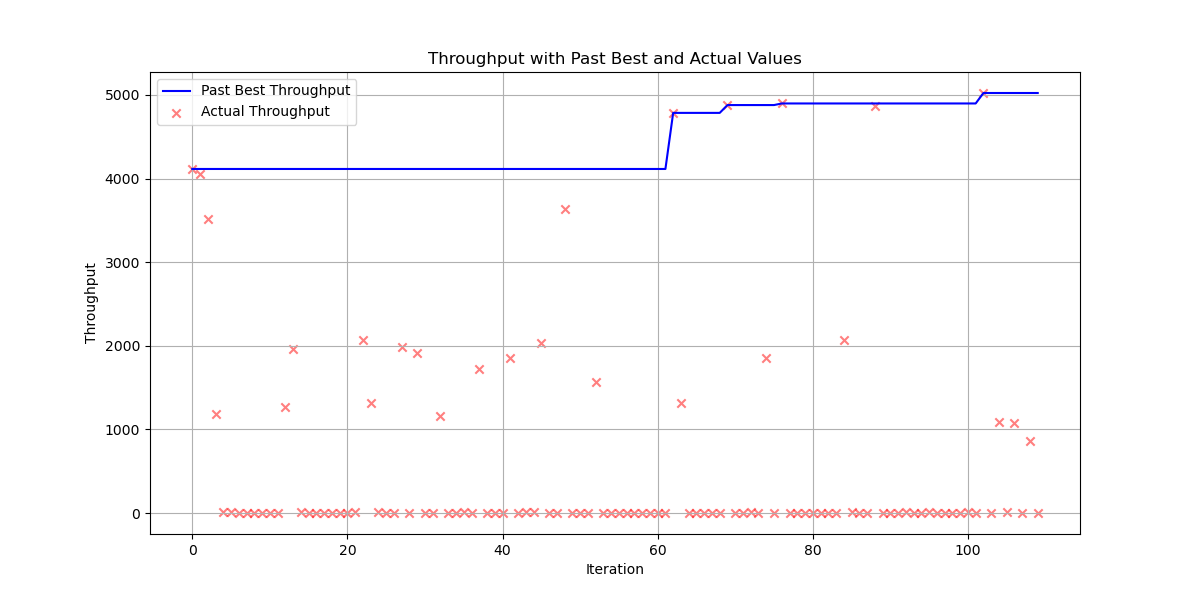 Throughput with Past Best and Actual Values
Past Best Throughput
Actual Throughput
5000
4000
3000
2000
1000
0
Throughput
0 20 40 60 80 100
Iteration